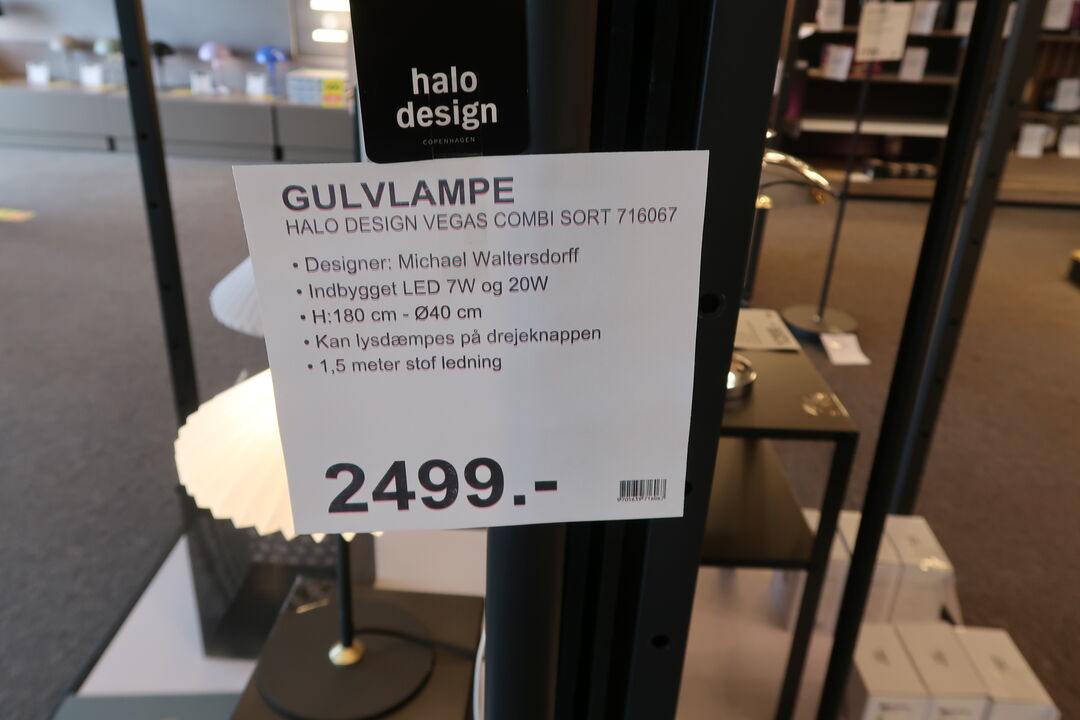 halo
design
COPENHAGEN
GULVLAMPE
HALO DESIGN VEGAS COMBI SORT 716067
• Designer: Michael Waltersdorff
• Indbygget LED 7W og 20W
• H:180 cm - Ø40 cm
• Kan lysdæmpes på drejeknappen
• 1,5 meter stof ledning
2499.-